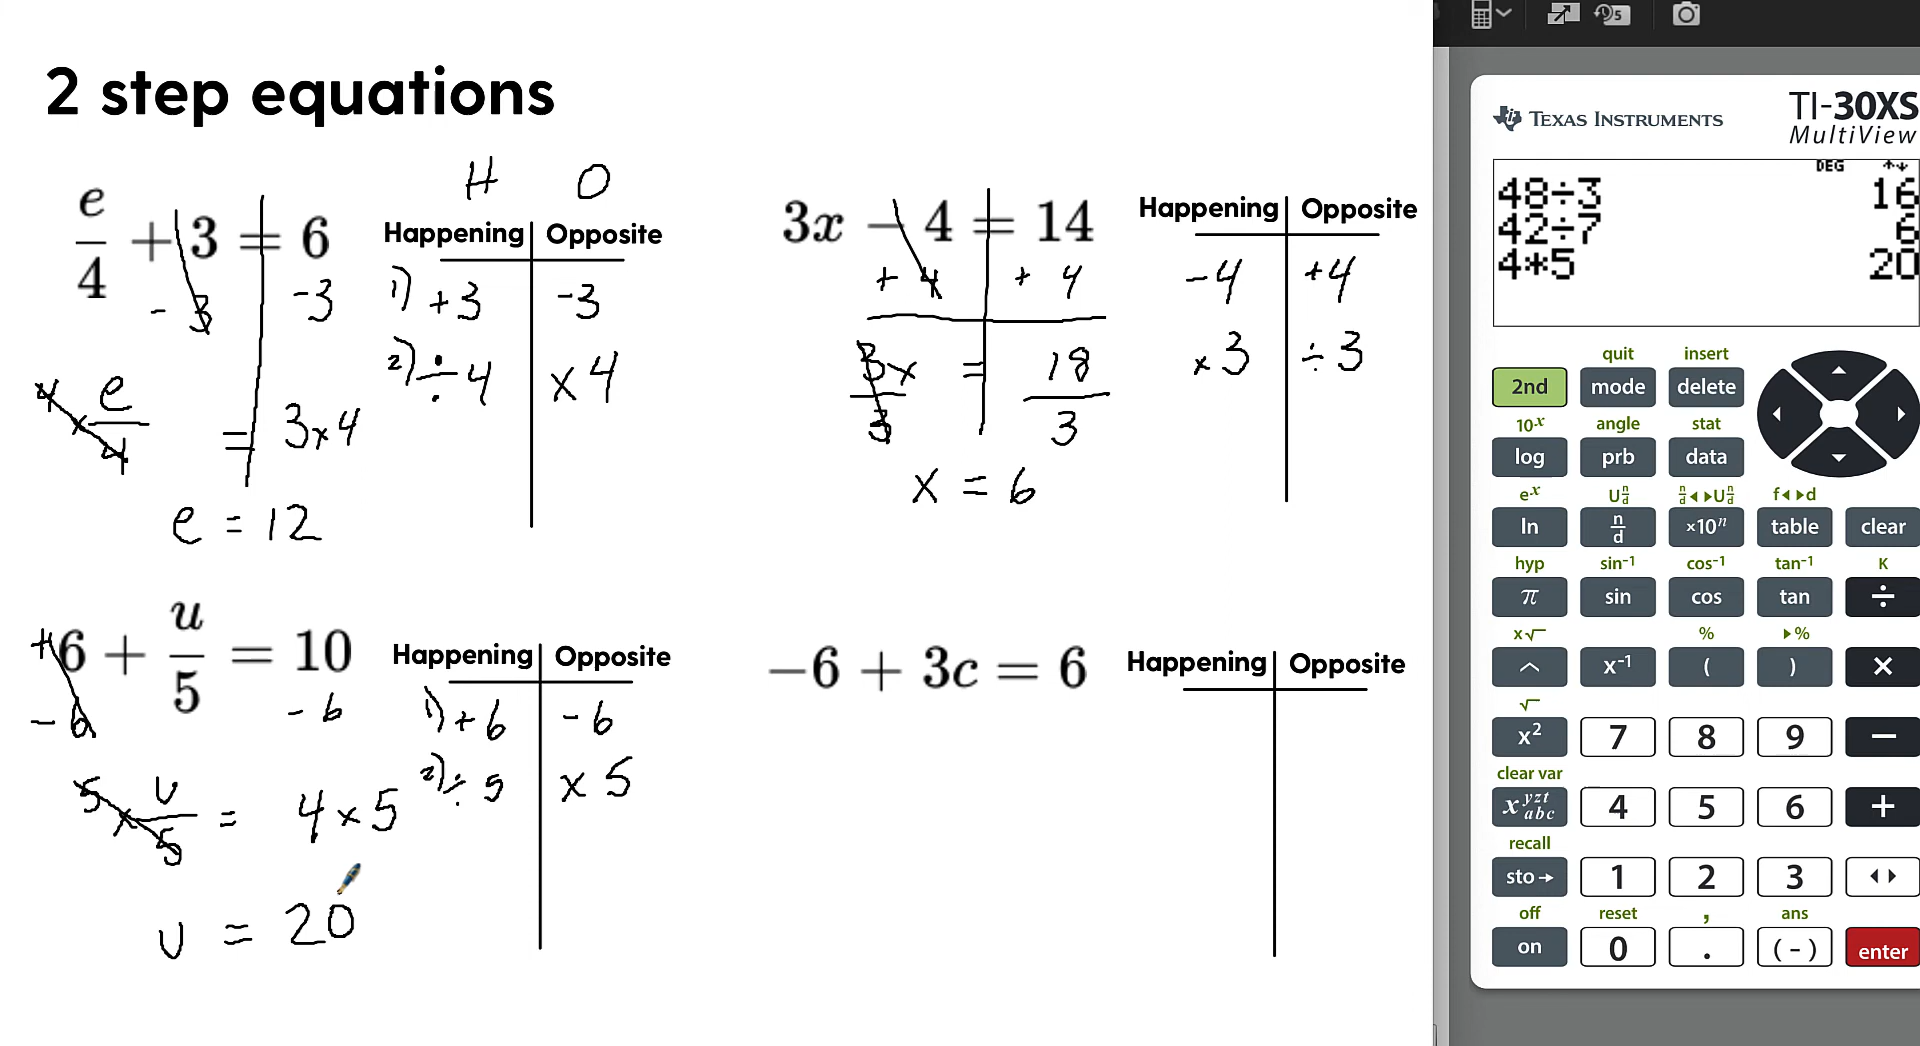 2 step equations
H O
e/4 + 3 = 6
Happening Opposite
- 3 -3
1) +3 -3
2) ÷4 x4
4 x e/4 = 3x4
e = 12
3x − 4 = 14
Happening Opposite
+ 4 + 4
-4 +4
x3 ÷3
3x/3 = 18/3
x = 6
+6 + u/5 = 10
Happening Opposite
- 6 - 6
1) +6 -6
2) ÷5 x5
5 x u/5 = 4x5
u = 20
−6 + 3c = 6
Happening Opposite
5
TEXAS INSTRUMENTS
TI-30XS
MultiView
DEG
48÷3 16
42÷7 6
4*5 20
quit insert
2nd mode delete
10ˣ angle stat
log prb data
eˣ U n/d n/d ◂▸U n/d f◂▸d
ln n/d ×10ⁿ table clear
hyp sin⁻¹ cos⁻¹ tan⁻¹ K
π sin cos tan ÷
x√ % ▸%
^ x⁻¹ ( ) ×
√
x² 7 8 9 −
clear var
x yzt abc 4 5 6 +
recall
sto→ 1 2 3 ◂▸
off reset , ans
on 0 . (-) enter